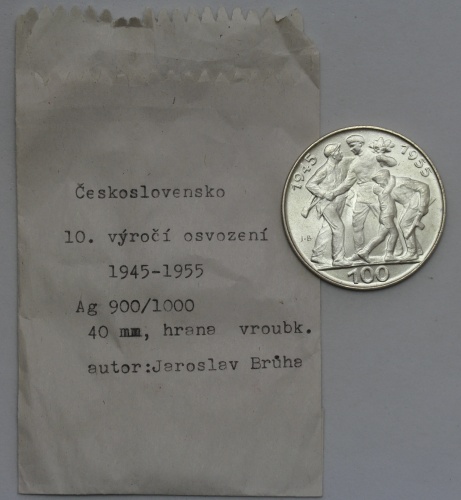 Československo
10. výročí osvození
1945-1955
Ag 900/1000
40 mm, hrana vroubk.
autor:Jaroslav Brůha
1945 1955
J.B
100